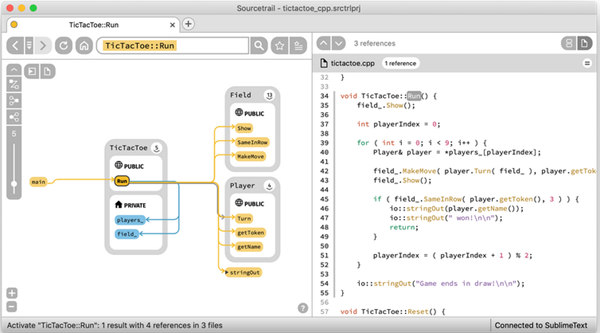 Sourcetrail - tictactoe_cpp.srctrlprj
TicTacToe::Run
TicTacToe::Run
3 references
tictactoe.cpp 1 reference
5
main
TicTacToe
PUBLIC
Run
PRIVATE
players_
field_
Field 13
PUBLIC
Show
SameInRow
MakeMove
Player
PUBLIC
Turn
getToken
getName
stringOut
32 }
33
34 void TicTacToe::Run() {
35 field_.Show();
36
37 int playerIndex = 0;
38
39 for ( int i = 0; i < 9; i++ ) {
40 Player& player = *players_[playerIndex];
41
42 field_.MakeMove( player.Turn( field_ ), player.getTok
43 field_.Show();
44
45 if ( field_.SameInRow( player.getToken(), 3 ) ) {
46 io::stringOut(player.getName());
47 io::stringOut(" won!\n\n");
48 return;
49 }
50
51 playerIndex = ( playerIndex + 1 ) % 2;
52 }
53
54 io::stringOut("Game ends in draw!\n\n");
55 }
56
57 void TicTacToe::Reset() {
Activate "TicTacToe::Run": 1 result with 4 references in 3 files
Connected to SublimeText